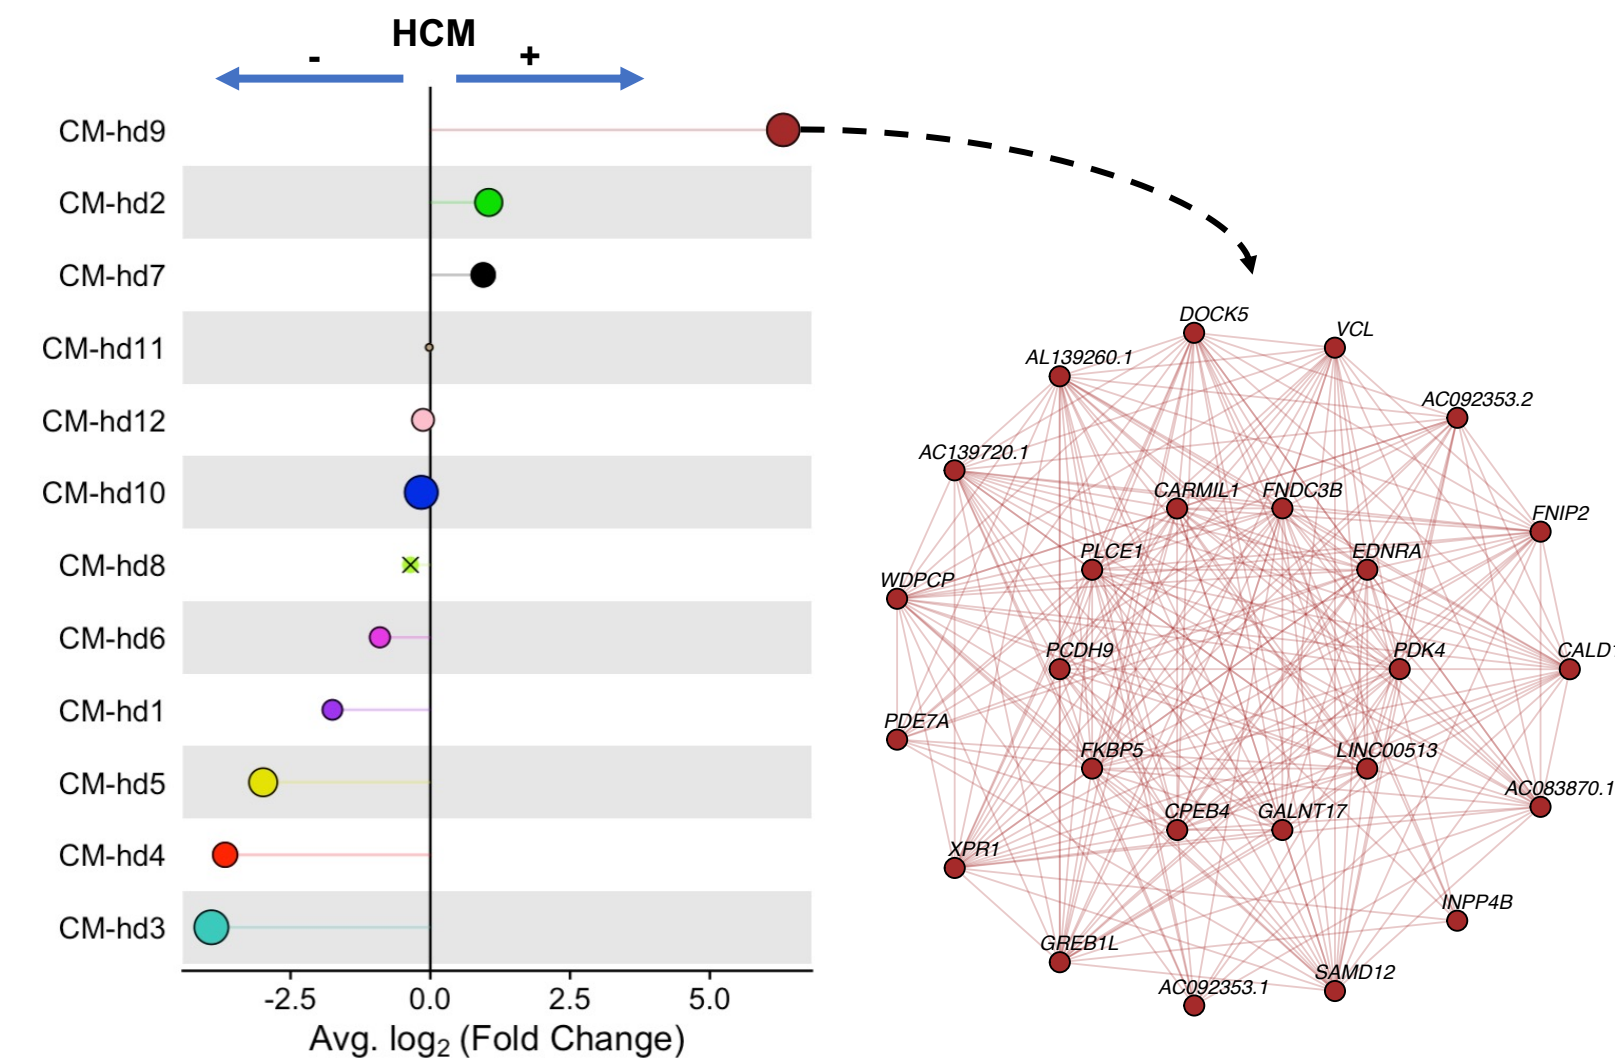 HCM
- +
CM-hd9
CM-hd2
CM-hd7
CM-hd11
CM-hd12
CM-hd10
CM-hd8
CM-hd6
CM-hd1
CM-hd5
CM-hd4
CM-hd3
-2.5 0.0 2.5 5.0
Avg. log₂ (Fold Change)
DOCK5
VCL
AL139260.1
AC092353.2
AC139720.1
CARMIL1 FNDC3B
FNIP2
PLCE1 EDNRA
WDPCP
PCDH9 PDK4 CALD1
PDE7A
FKBP5 LINC00513
AC083870.1
CPEB4 GALNT17
XPR1
INPP4B
GREB1L
SAMD12
AC092353.1